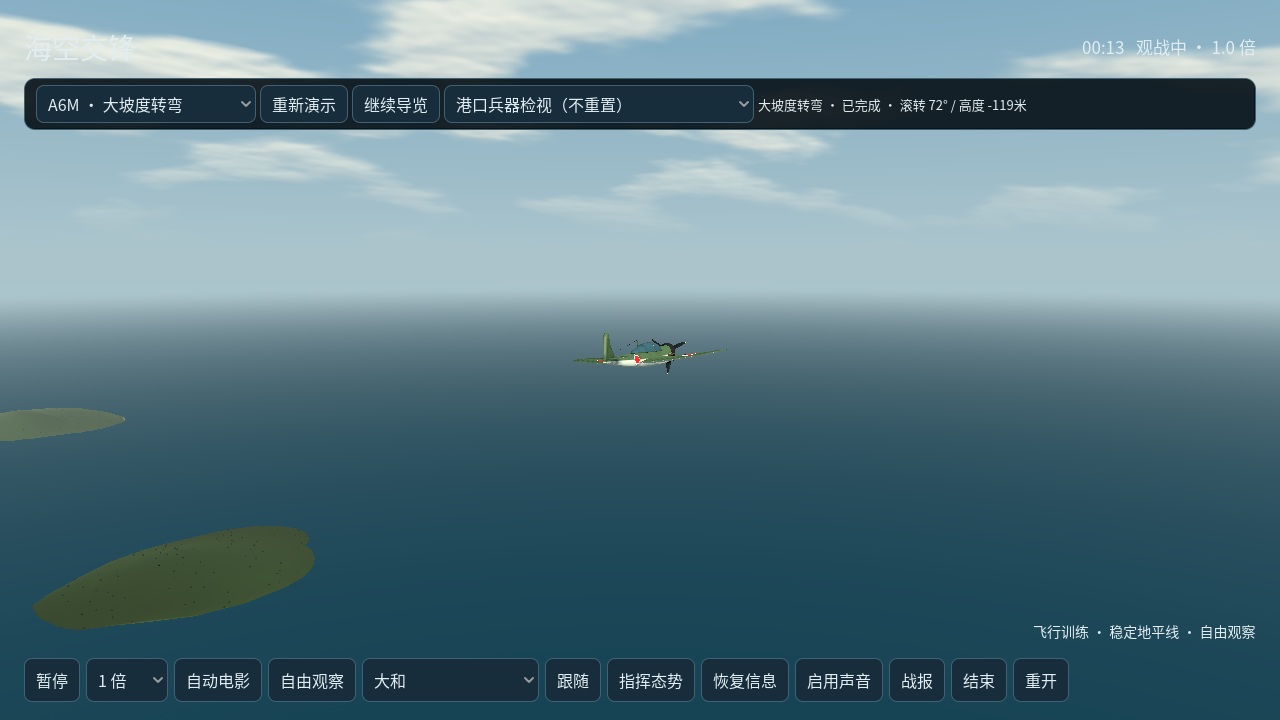 海空交锋
00:13 观战中 · 1.0 倍
A6M · 大坡度转弯
重新演示
继续导览
港口兵器检视（不重置）
大坡度转弯 · 已完成 · 滚转 72° / 高度 -119米
飞行训练 · 稳定地平线 · 自由观察
暂停
1 倍
自动电影
自由观察
大和
跟随
指挥态势
恢复信息
启用声音
战报
结束
重开